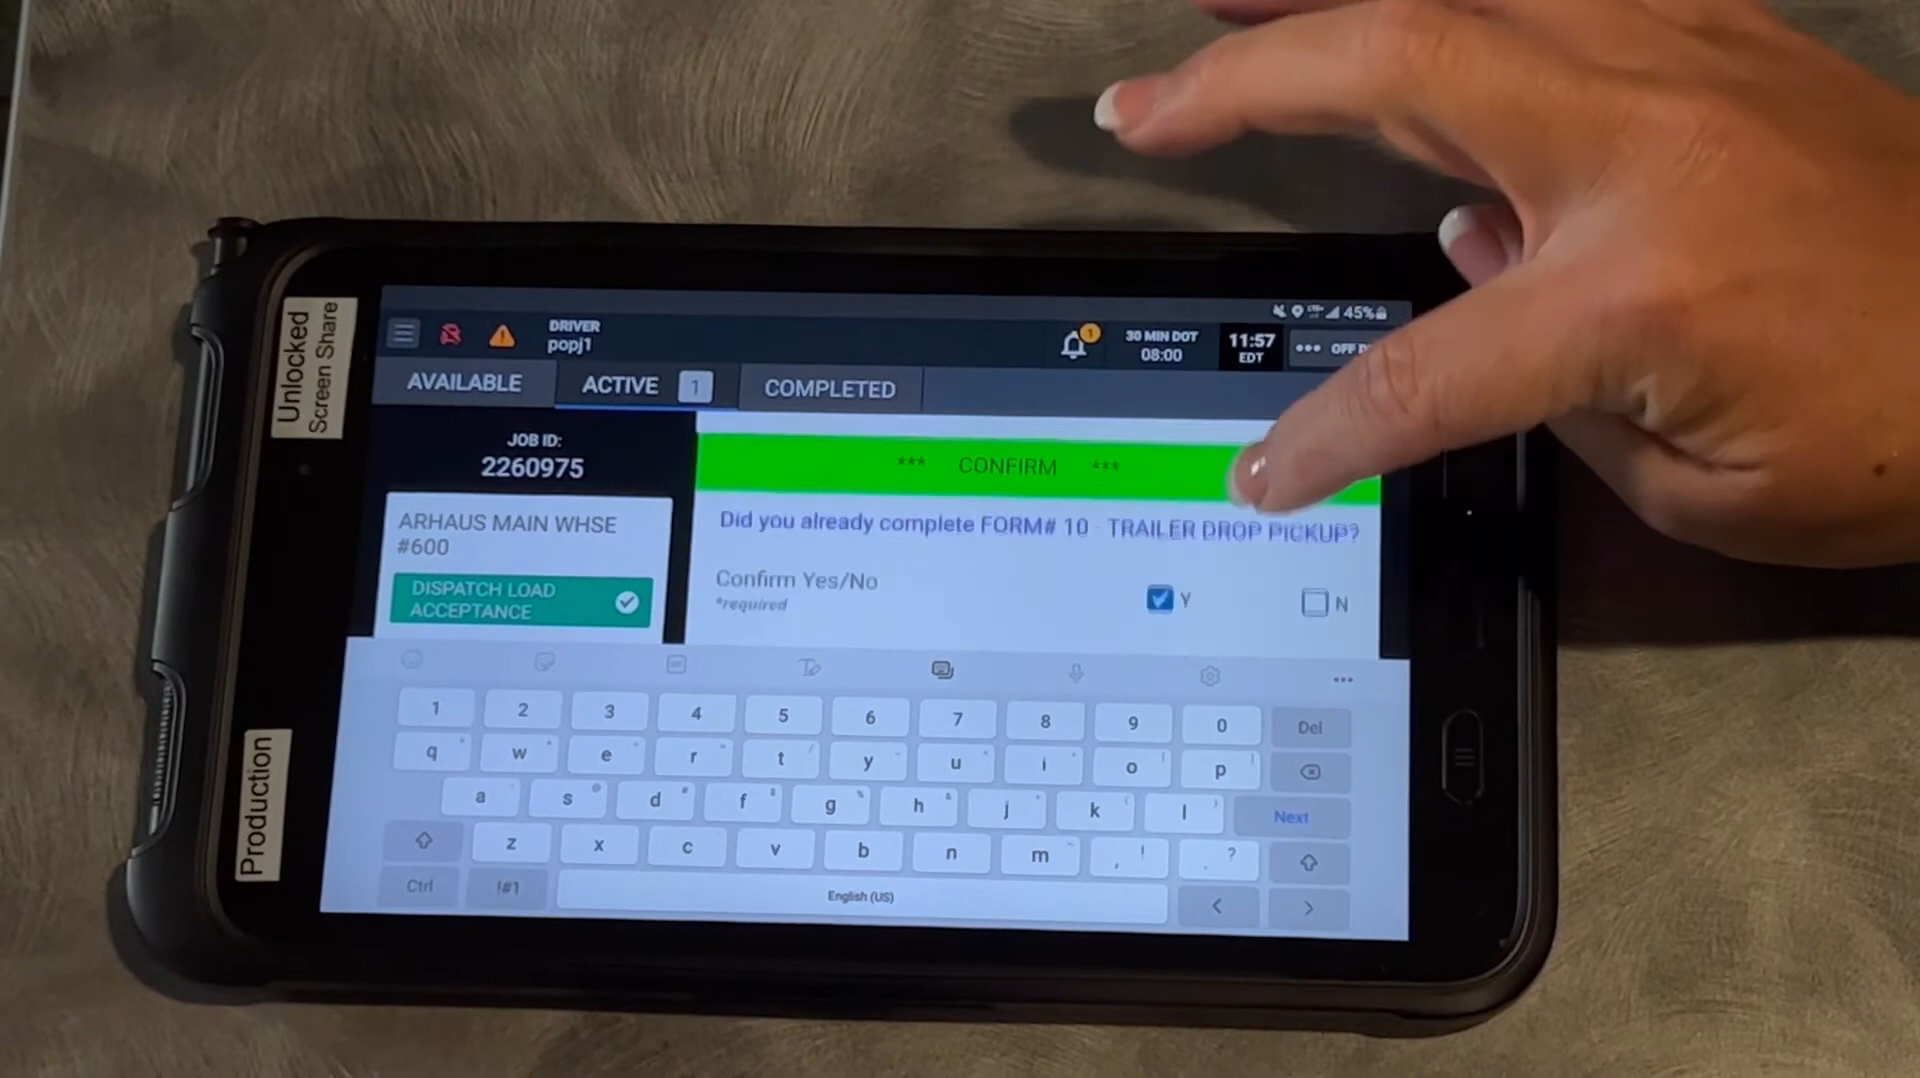 Unlocked
Screen Share
Production
45%
DRIVER
popj1
1
30 MIN DOT
08:00
11:57
EDT
OFF
AVAILABLE
ACTIVE 1
COMPLETED
JOB ID:
2260975
ARHAUS MAIN WHSE
#600
DISPATCH LOAD
ACCEPTANCE
*** CONFIRM ***
Did you already complete FORM# 10 - TRAILER DROP PICKUP?
Confirm Yes/No
*required
Y
N
1 2 3 4 5 6 7 8 9 0 Del
q w e r t y u i o p
a s d f g h j k l Next
z x c v b n m , ! . ?
Ctrl !#1 English (US) < >